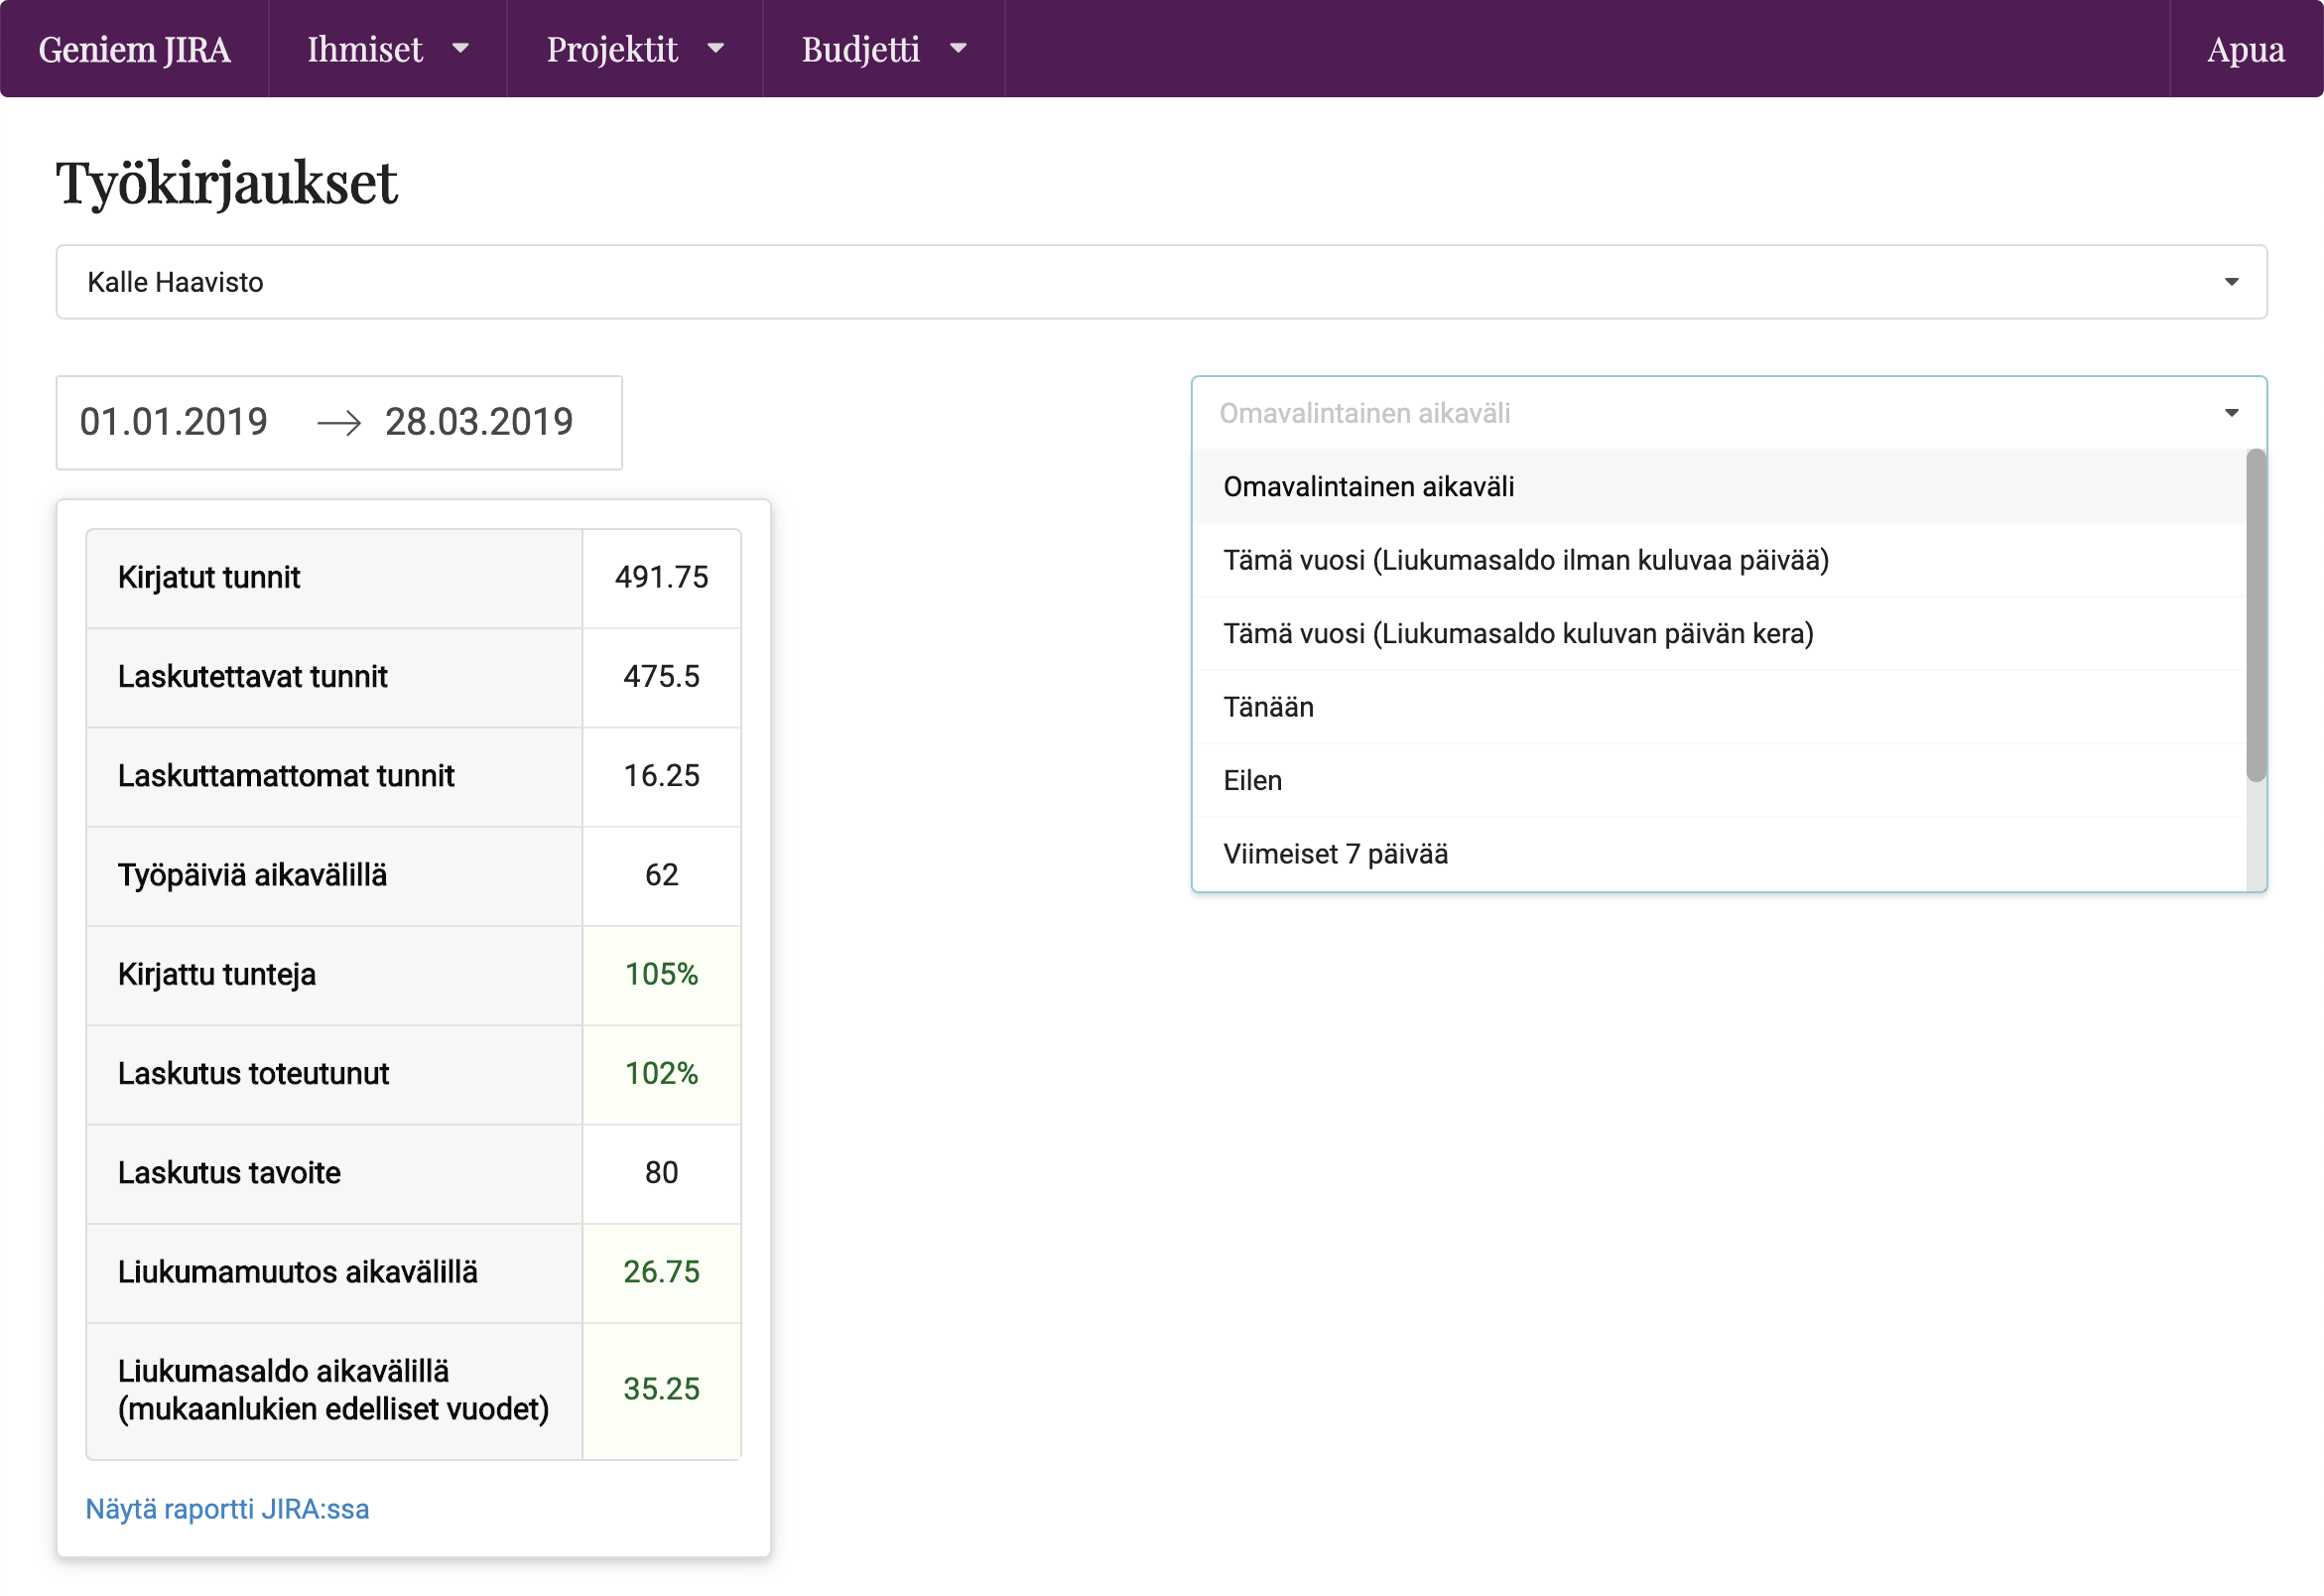 Geniem JIRA Ihmiset Projektit Budjetti Apua
Työkirjaukset
Kalle Haavisto
01.01.2019 → 28.03.2019
Omavalintainen aikaväli
Omavalintainen aikaväli
Tämä vuosi (Liukumasaldo ilman kuluvaa päivää)
Tämä vuosi (Liukumasaldo kuluvan päivän kera)
Tänään
Eilen
Viimeiset 7 päivää
Kirjatut tunnit 491.75
Laskutettavat tunnit 475.5
Laskuttamattomat tunnit 16.25
Työpäiviä aikavälillä 62
Kirjattu tunteja 105%
Laskutus toteutunut 102%
Laskutus tavoite 80
Liukumamuutos aikavälillä 26.75
Liukumasaldo aikavälillä
(mukaanlukien edelliset vuodet) 35.25
Näytä raportti JIRA:ssa